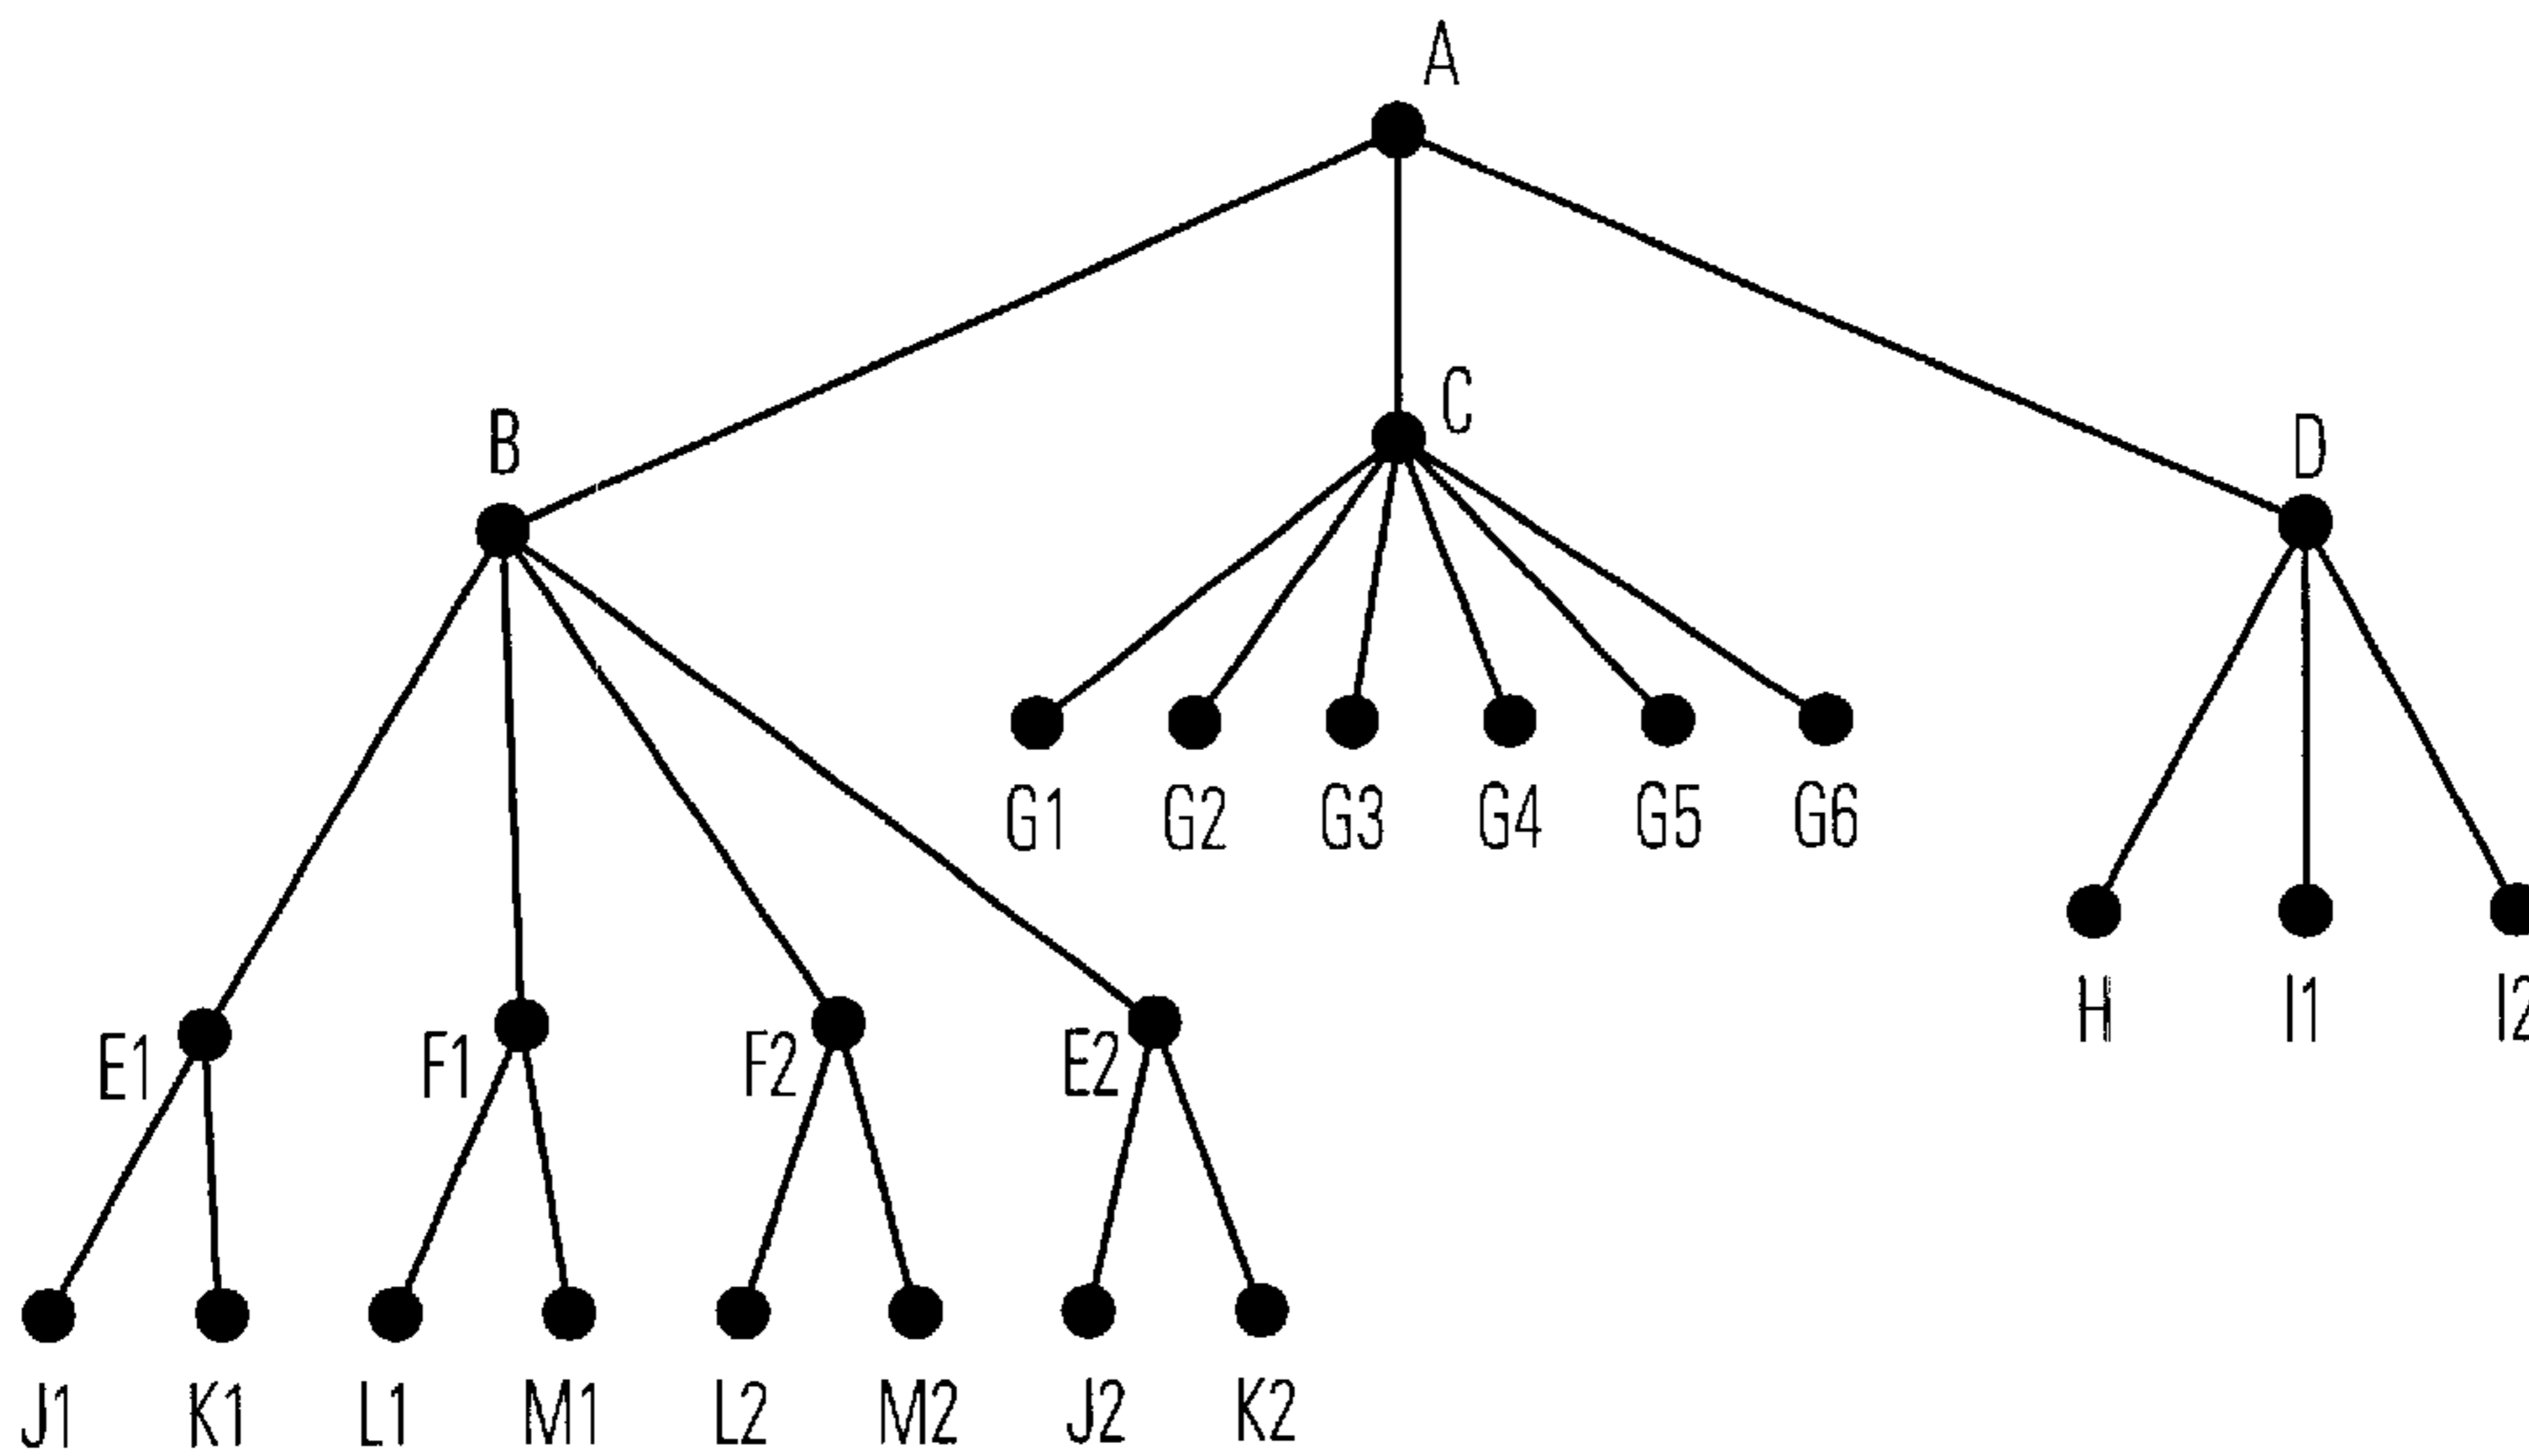 A
C
B
D
G1 G2 G3 G4 G5 G6
H I1 I2
E1 F1 F2 E2
J1 K1 L1 M1 L2 M2 J2 K2